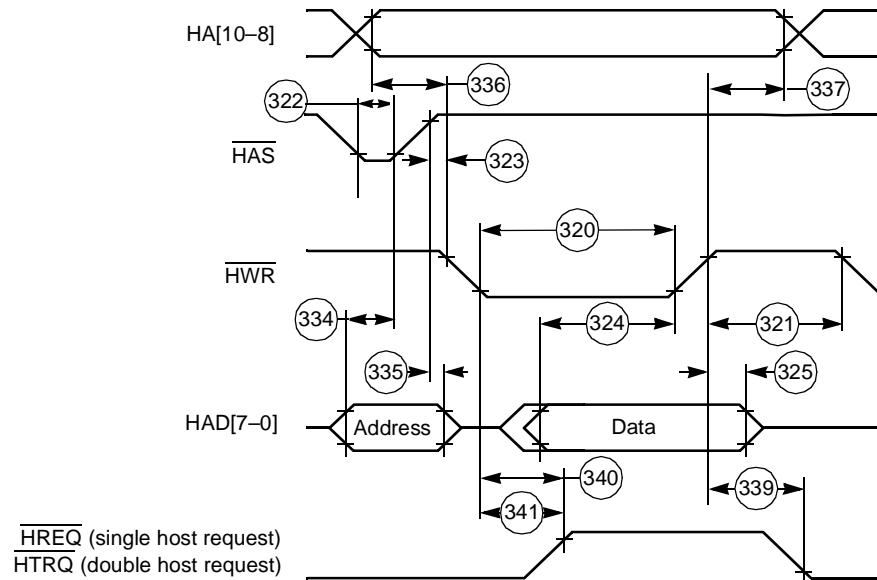 HA[10–8]
336
337
322
HAS
323
320
HWR
334
324
321
335
325
HAD[7–0]
Address
Data
340
341
339
HREQ (single host request)
HTRQ (double host request)